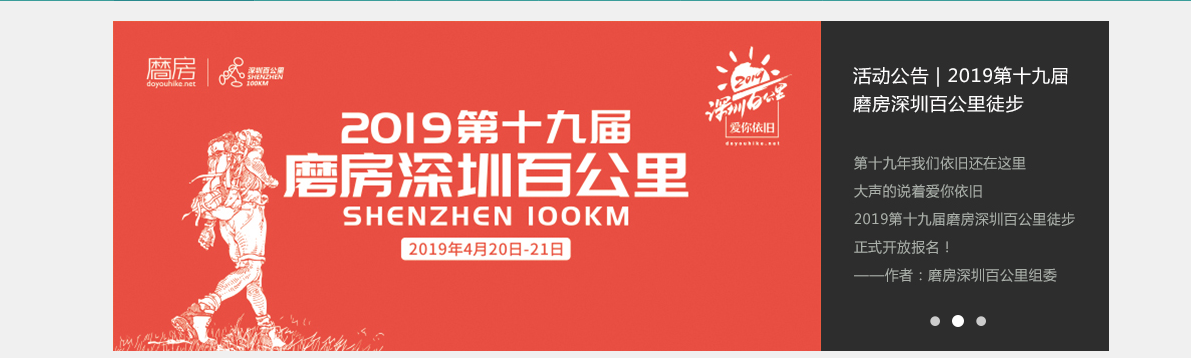 磨房
doyouhike.net
深圳百公里
SHENZHEN
100KM
2019
深圳百公里
爱你依旧
doyouhike.net
2019第十九届
磨房深圳百公里
SHENZHEN 100KM
2019年4月20日-21日
活动公告 | 2019第十九届
磨房深圳百公里徒步
第十九年我们依旧还在这里
大声的说着爱你依旧
2019第十九届磨房深圳百公里徒步
正式开放报名！
——作者：磨房深圳百公里组委